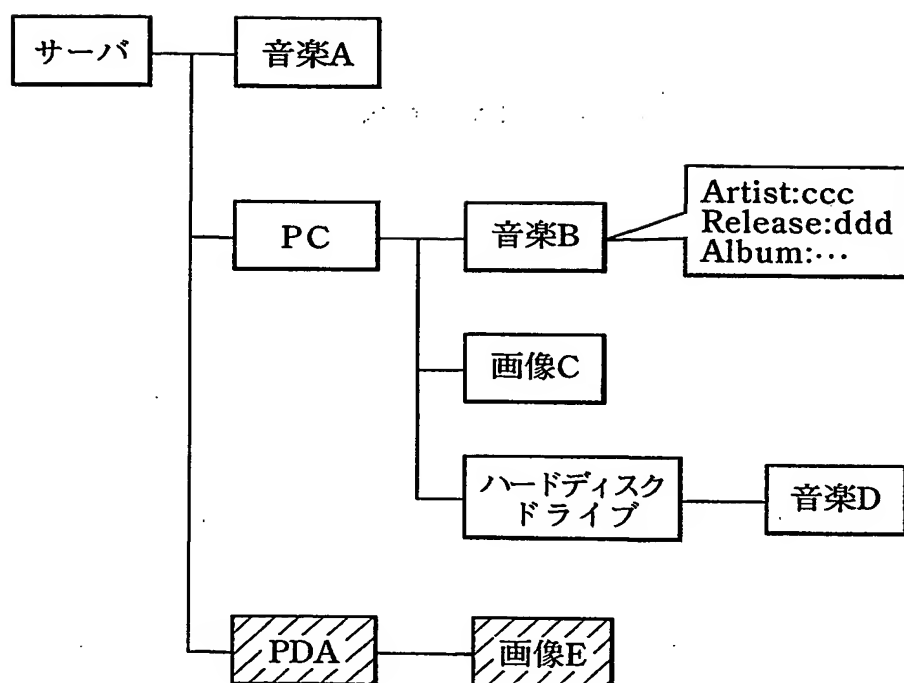 サーバ
音楽A
PC
音楽B
Artist:ccc
Release:ddd
Album:…
画像C
ハードディスク
ドライブ
音楽D
PDA
画像E